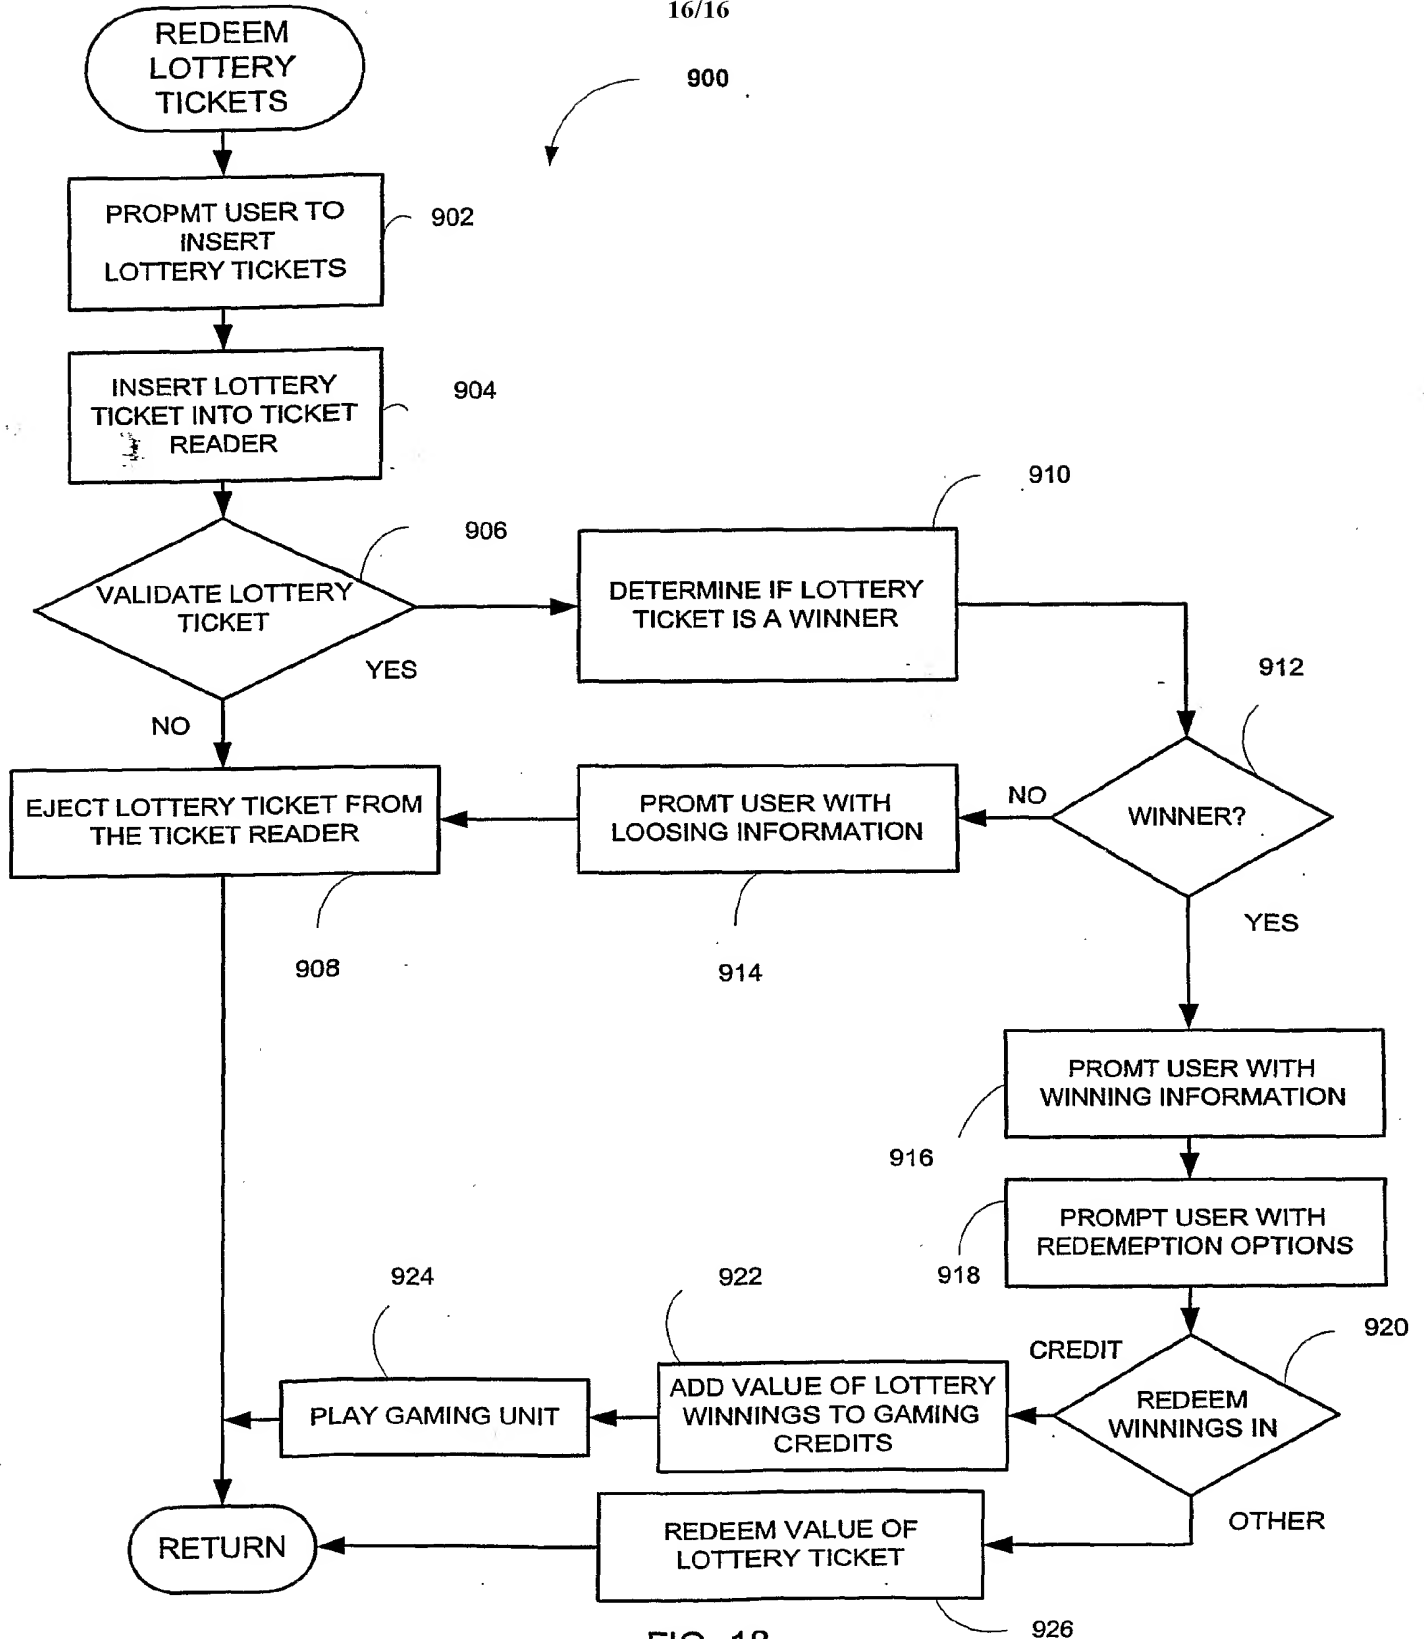 16/16
REDEEM
LOTTERY
TICKETS
900
PROPMT USER TO
INSERT
LOTTERY TICKETS
902
INSERT LOTTERY
TICKET INTO TICKET
READER
904
VALIDATE LOTTERY
TICKET
906
YES
NO
DETERMINE IF LOTTERY
TICKET IS A WINNER
910
912
WINNER?
NO
YES
PROMT USER WITH
LOOSING INFORMATION
914
EJECT LOTTERY TICKET FROM
THE TICKET READER
908
PROMT USER WITH
WINNING INFORMATION
916
PROMPT USER WITH
REDEMEPTION OPTIONS
918
920
CREDIT
REDEEM
WINNINGS IN
OTHER
922
ADD VALUE OF LOTTERY
WINNINGS TO GAMING
CREDITS
924
PLAY GAMING UNIT
REDEEM VALUE OF
LOTTERY TICKET
926
RETURN
FIG. 18